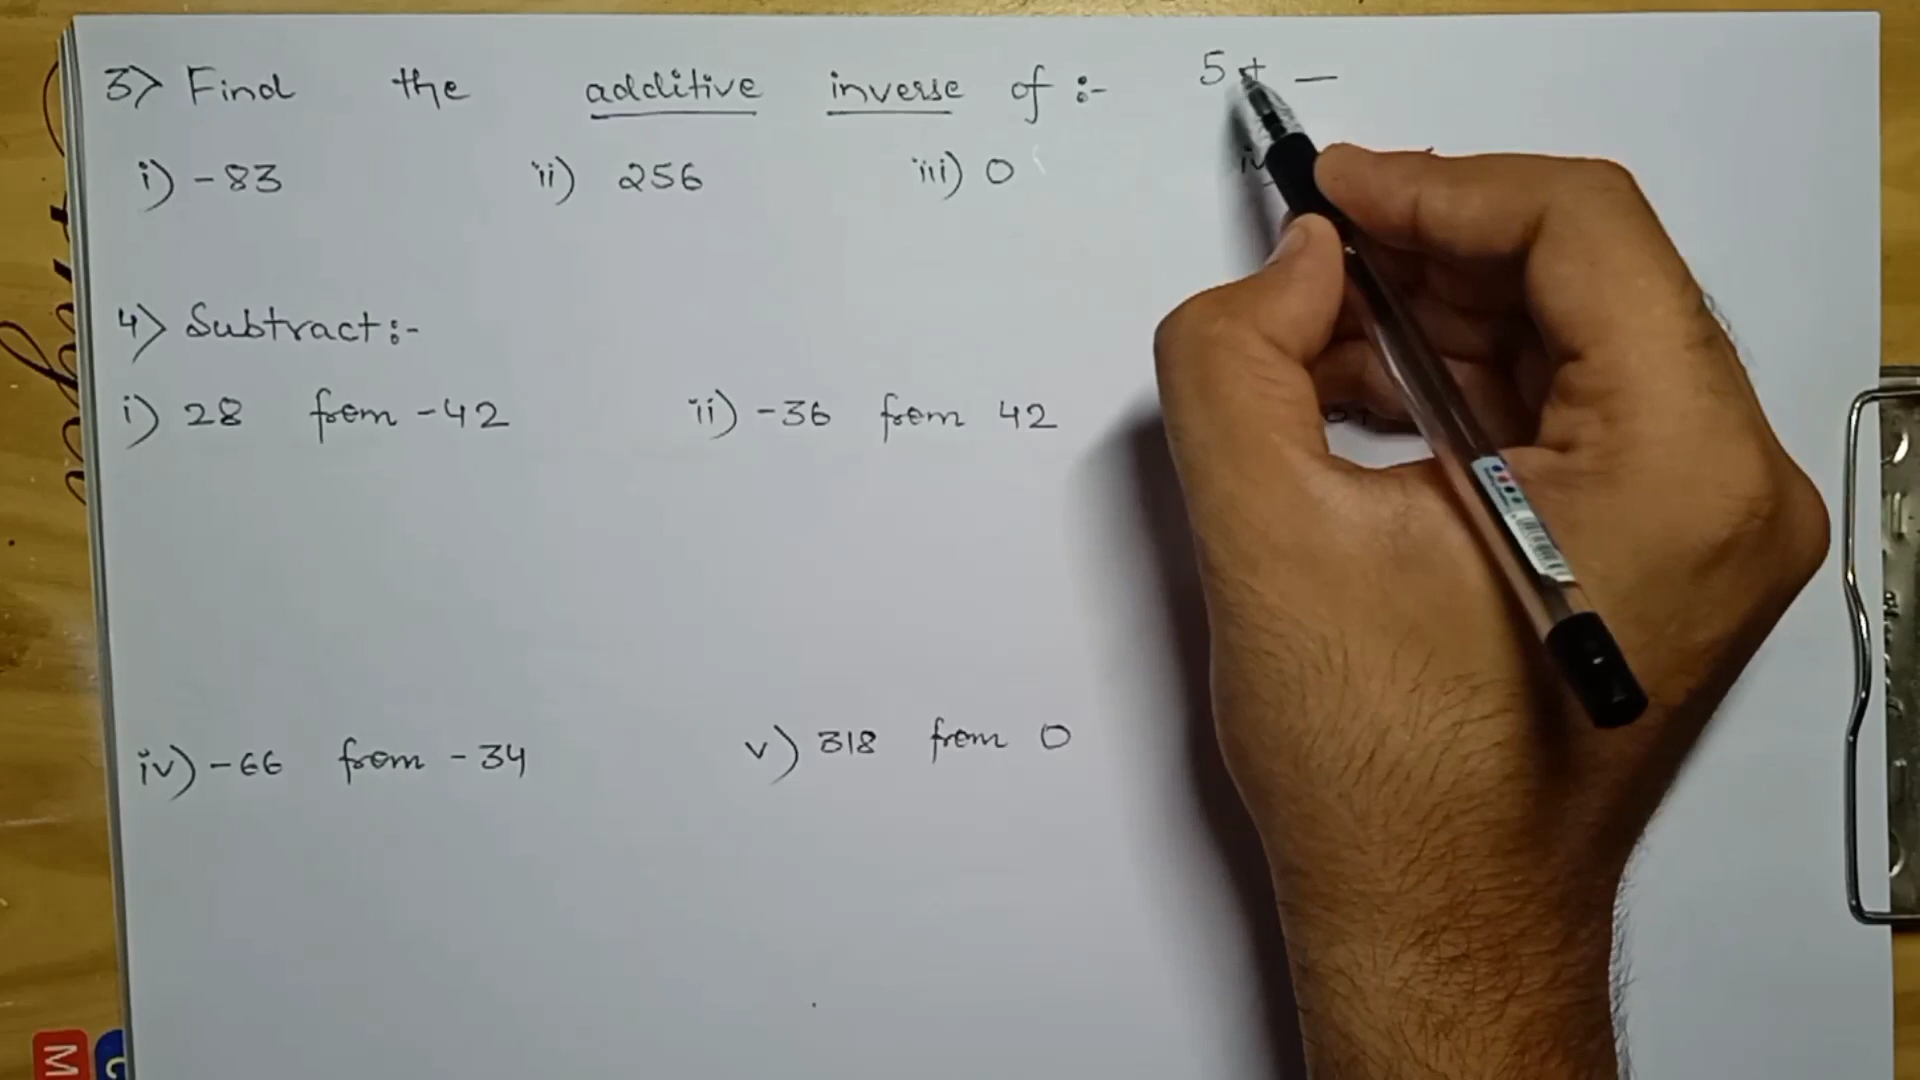 3) Find the additive inverse of :- 5 + —
i) -83 ii) 256 iii) 0
4) Subtract :-
i) 28 from -42 ii) -36 from 42
iv) -66 from -34 v) 318 from 0
M